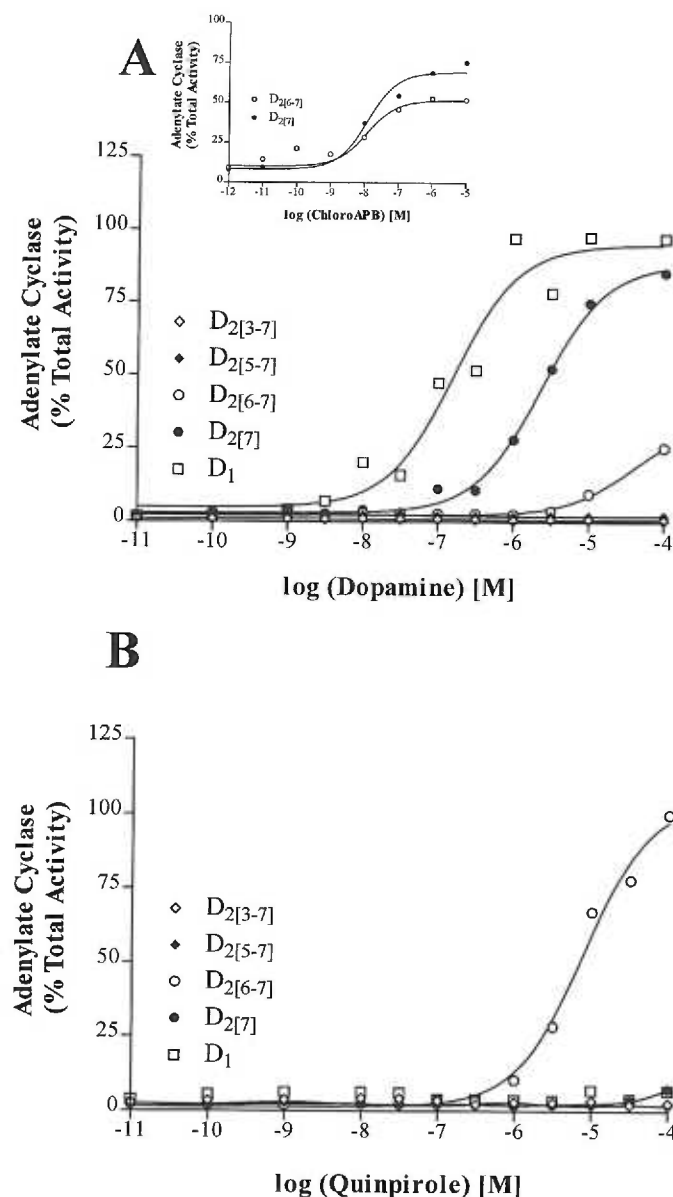 A
Adenylate Cyclase
(% Total Activity)
100
75
50
25
0
D2[6-7]
D2[7]
-12
-11
-10
-9
-8
-7
-6
-5
log (ChloroAPB) [M]
Adenylate Cyclase
(% Total Activity)
125
100
75
50
25
0
D2[3-7]
D2[5-7]
D2[6-7]
D2[7]
D1
-11
-10
-9
-8
-7
-6
-5
-4
log (Dopamine) [M]
B
Adenylate Cyclase
(% Total Activity)
125
100
75
50
25
0
D2[3-7]
D2[5-7]
D2[6-7]
D2[7]
D1
-11
-10
-9
-8
-7
-6
-5
-4
log (Quinpirole) [M]